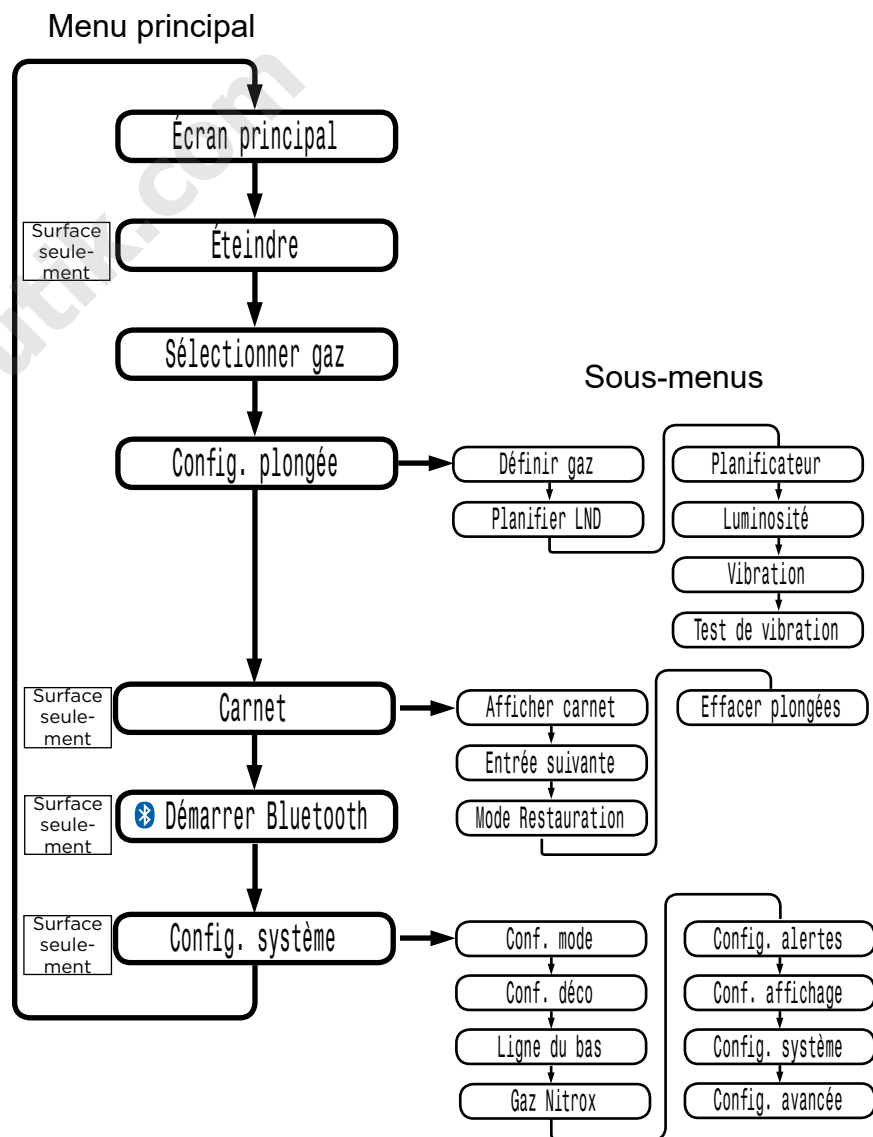 Menu principal
Écran principal
Surface
seule-
ment
Éteindre
Sélectionner gaz
Sous-menus
Config. plongée
Définir gaz
Planifier LND
Planificateur
Luminosité
Vibration
Test de vibration
Surface
seule-
ment
Carnet
Afficher carnet
Entrée suivante
Mode Restauration
Effacer plongées
Surface
seule-
ment
Démarrer Bluetooth
Surface
seule-
ment
Config. système
Conf. mode
Conf. déco
Ligne du bas
Gaz Nitrox
Config. alertes
Conf. affichage
Config. système
Config. avancée
utik.com